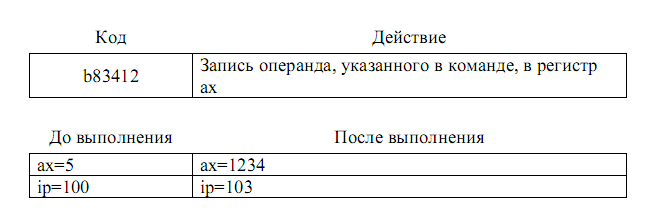 Код Действие
b83412 Запись операнда, указанного в команде, в регистр
ax
До выполнения После выполнения
ax=5 ax=1234
ip=100 ip=103